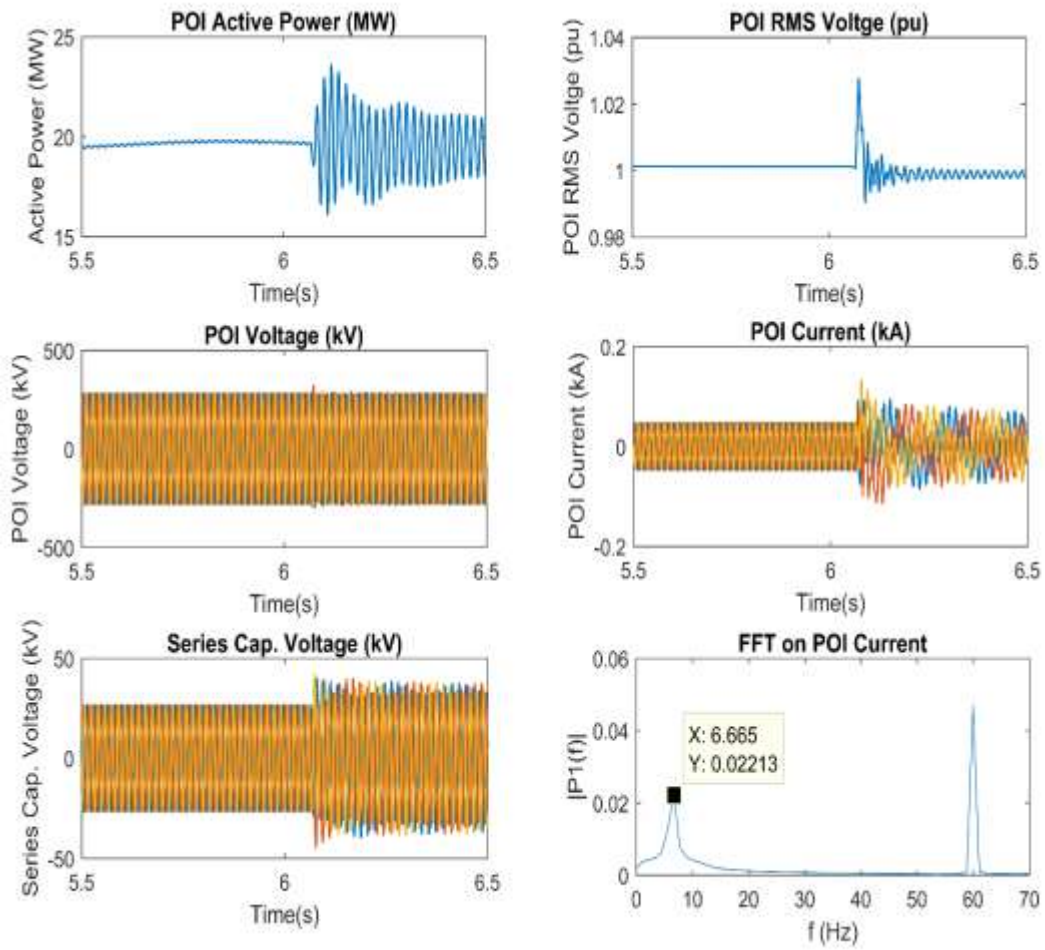 POI Active Power (MW)
25
20
15
Active Power (MW)
5.5 6 6.5
Time(s)
POI RMS Voltge (pu)
1.04
1.02
1
0.98
POI RMS Voltge (pu)
5.5 6 6.5
Time(s)
POI Voltage (kV)
500
0
-500
POI Voltage (kV)
5.5 6 6.5
Time(s)
POI Current (kA)
0.2
0
-0.2
POI Current (kA)
5.5 6 6.5
Time(s)
Series Cap. Voltage (kV)
50
0
-50
Series Cap. Voltage (kV)
5.5 6 6.5
Time(s)
FFT on POI Current
0.06
0.04
0.02
0
|P1(f)|
X: 6.665
Y: 0.02213
0 10 20 30 40 50 60 70
f (Hz)